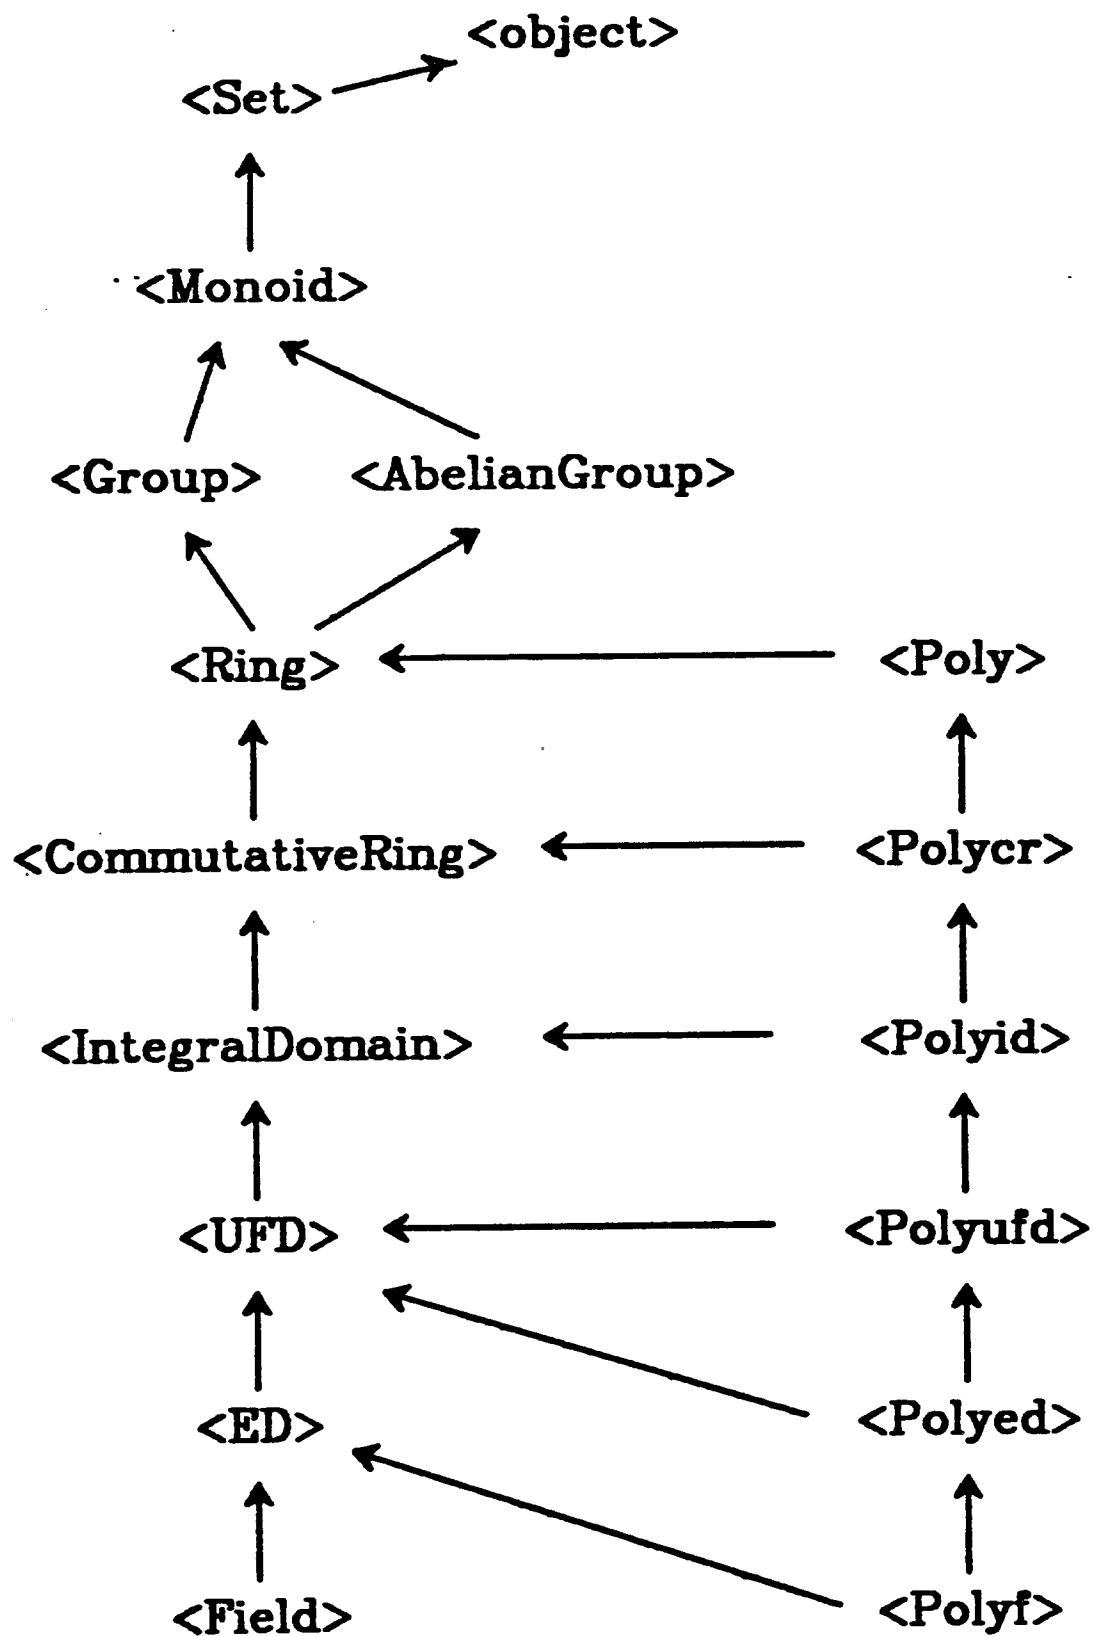 <object>
<Set>
<Monoid>
<Group> <AbelianGroup>
<Ring> <Poly>
<CommutativeRing> <Polycr>
<IntegralDomain> <Polyid>
<UFD> <Polyufd>
<ED> <Polyed>
<Field> <Polyf>